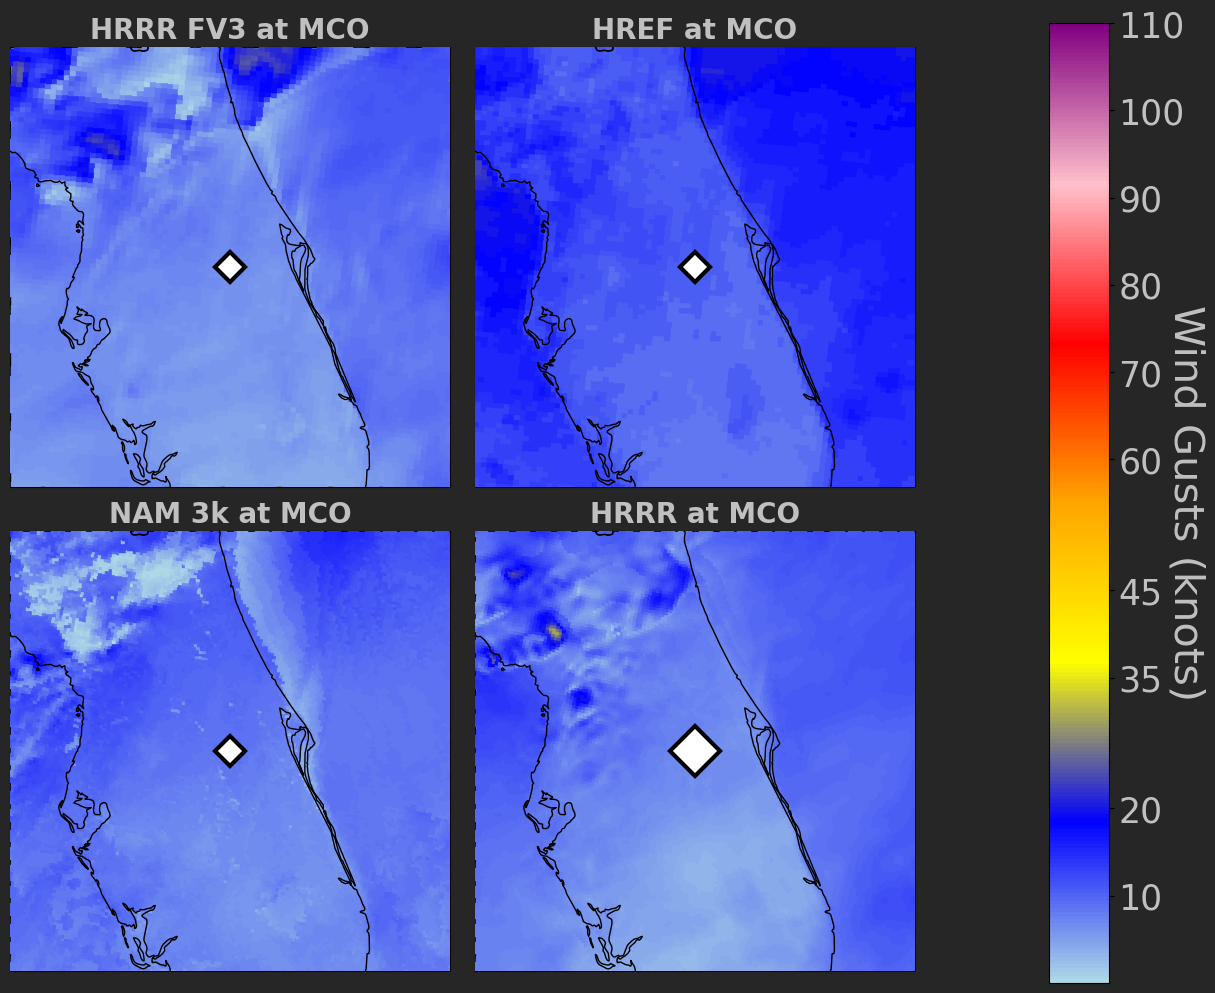 HRRR FV3 at MCO
HREF at MCO
NAM 3k at MCO
HRRR at MCO
110
100
90
80
70
60
45
35
20
10
Wind Gusts (knots)